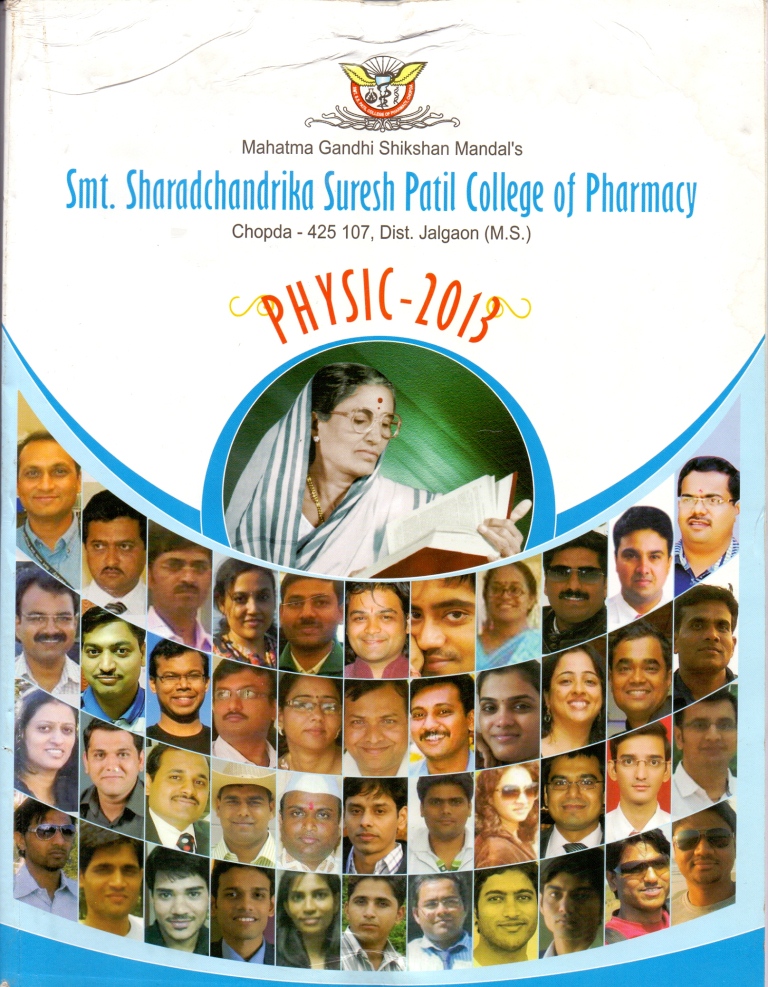 Mahatma Gandhi Shikshan Mandal's
Smt. Sharadchandrika Suresh Patil College of Pharmacy
Chopda - 425 107, Dist. Jalgaon (M.S.)
PHYSIC-2013